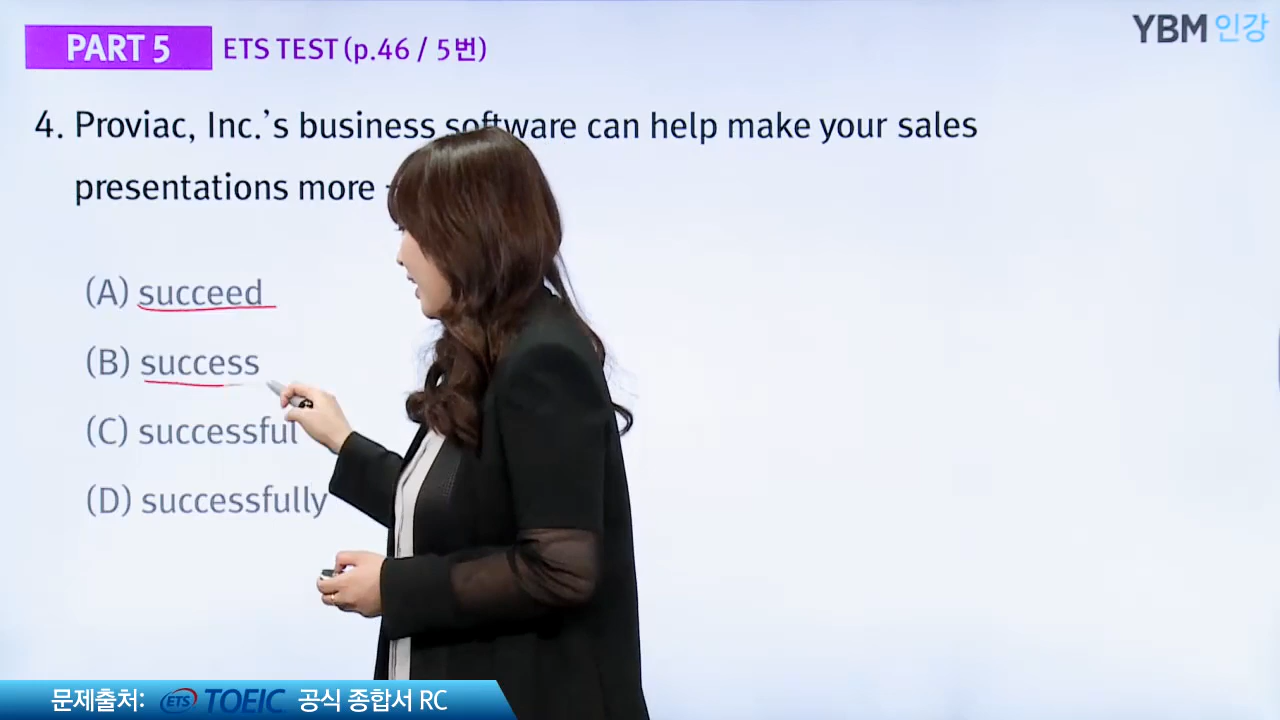 PART 5
ETS TEST (p.46 / 5번)
YBM 인강
4. Proviac, Inc.’s business software can help make your sales
presentations more
(A) succeed
(B) success
(C) successful
(D) successfully
문제출처: ETS TOEIC 공식 종합서 RC